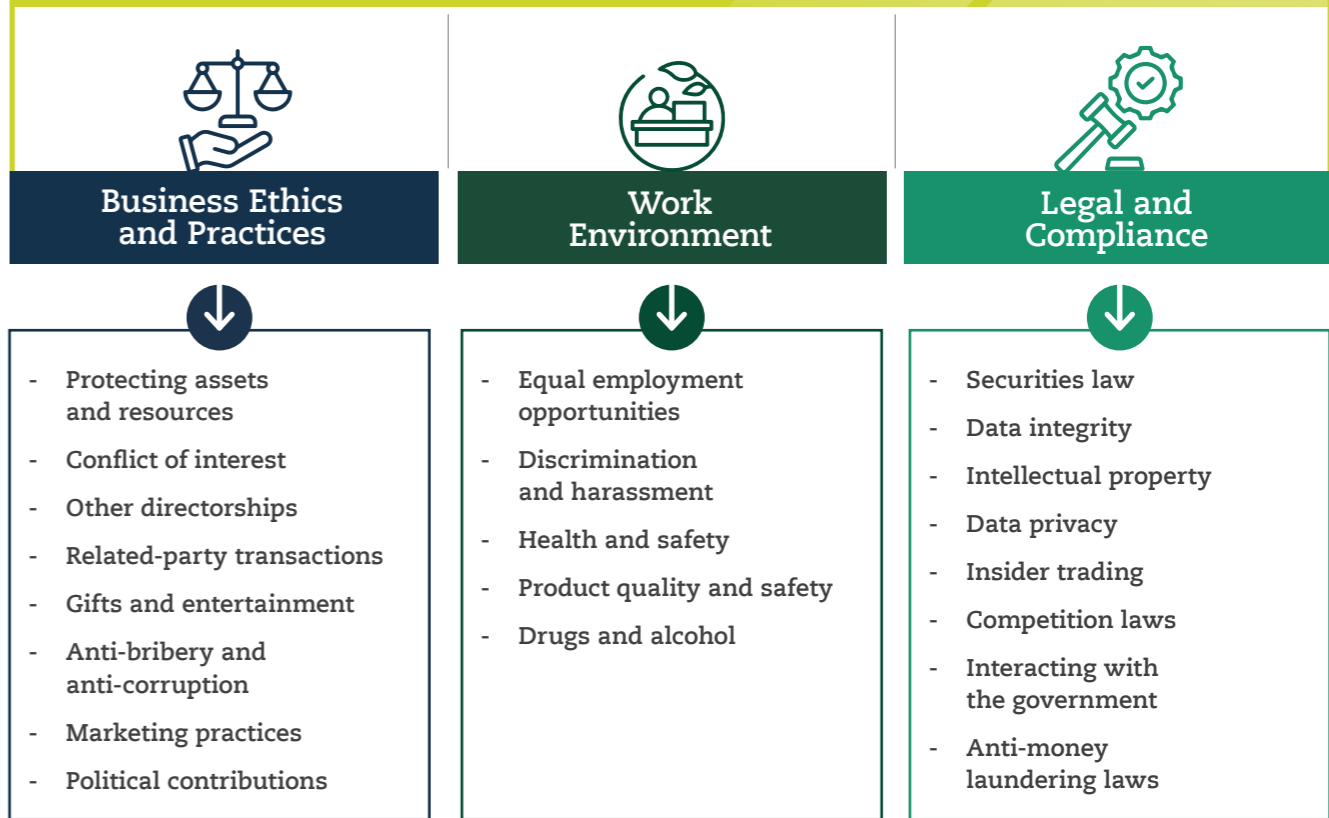 Business Ethics
and Practices
- Protecting assets
and resources
- Conflict of interest
- Other directorships
- Related-party transactions
- Gifts and entertainment
- Anti-bribery and
anti-corruption
- Marketing practices
- Political contributions
Work
Environment
- Equal employment
opportunities
- Discrimination
and harassment
- Health and safety
- Product quality and safety
- Drugs and alcohol
Legal and
Compliance
- Securities law
- Data integrity
- Intellectual property
- Data privacy
- Insider trading
- Competition laws
- Interacting with
the government
- Anti-money
laundering laws